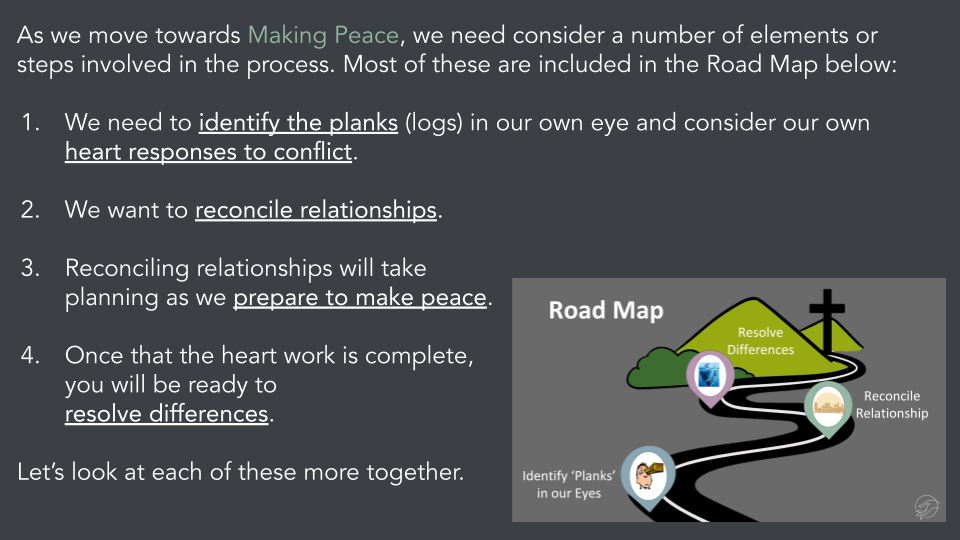 As we move towards Making Peace, we need consider a number of elements or
steps involved in the process. Most of these are included in the Road Map below:
1. We need to identify the planks (logs) in our own eye and consider our own
heart responses to conflict.
2. We want to reconcile relationships.
3. Reconciling relationships will take
planning as we prepare to make peace.
4. Once that the heart work is complete,
you will be ready to
resolve differences.
Let's look at each of these more together.
Road Map
Resolve
Differences
Reconcile
Relationship
Identify 'Planks'
in our Eyes